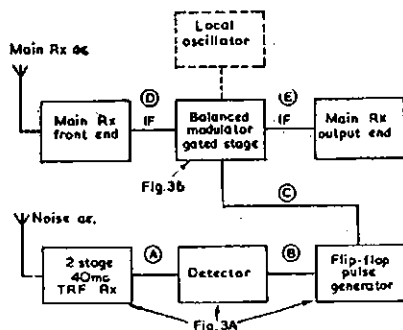 Local
oscillator
Main Rx ae.
D
E
IF
IF
Main Rx
front end
Balanced
modulator
gated stage
Main Rx
output end
Fig.3b
C
Noise ae.
A
B
2 stage
40mc
TRF Rx
Detector
Flip-flop
pulse
generator
Fig.3A